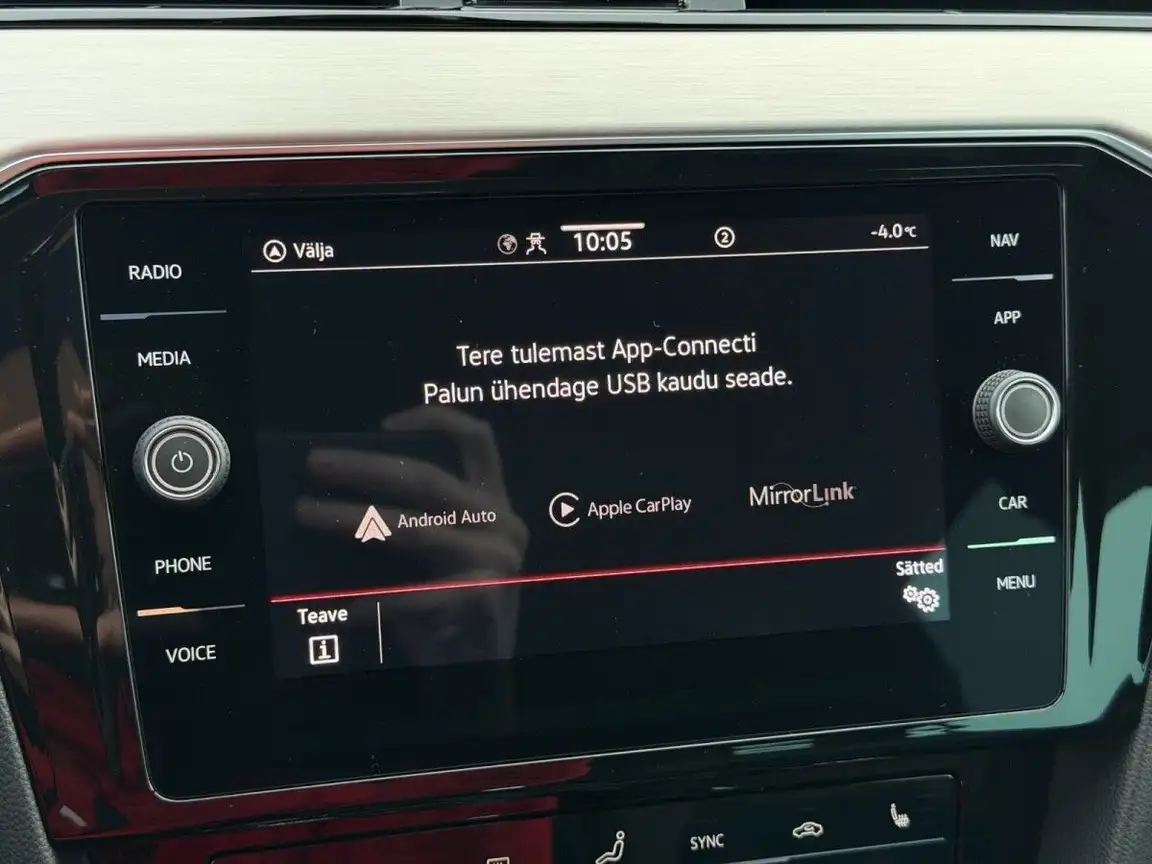 Välja 10:05 2 -4.0°C
RADIO
MEDIA
PHONE
VOICE
Tere tulemast App-Connecti
Palun ühendage USB kaudu seade.
Android Auto
Apple CarPlay
MirrorLink
Teave
i
Sätted
NAV
APP
CAR
MENU
SYNC